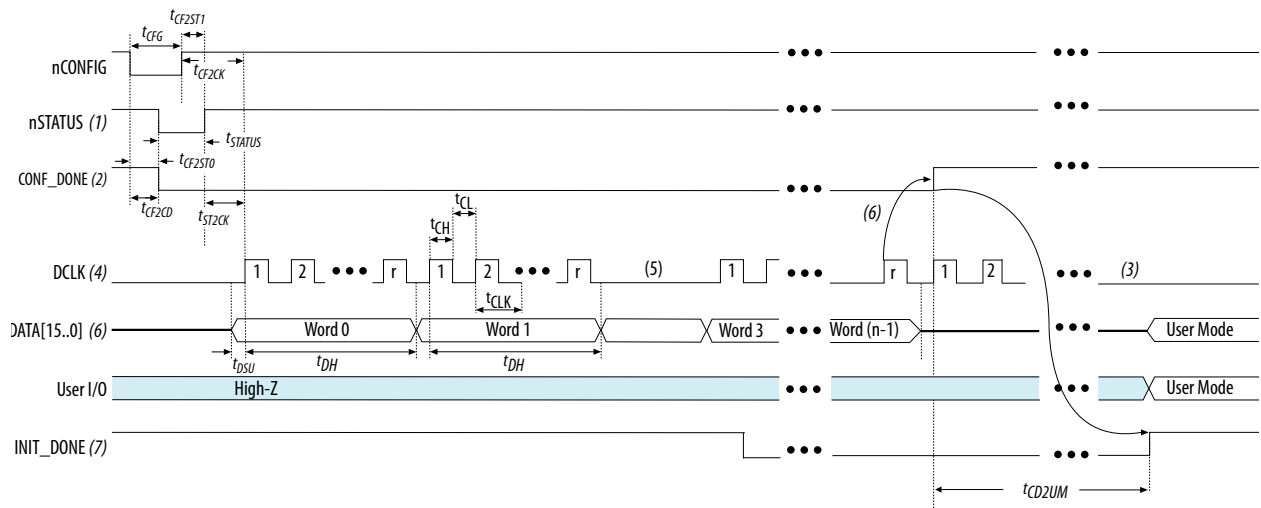 tCF2ST1
tCFG
nCONFIG
tCF2CK
nSTATUS (1)
tSTATUS
tCF2ST0
CONF_DONE (2)
tCF2CD
tST2CK
tCL
tCH
(6)
DCLK (4) 1 2 r 1 2 r (5) 1 r 1 2 (3)
tCLK
DATA[15..0] (6) Word 0 Word 1 Word 3 Word (n-1) User Mode
tDSU tDH tDH
User I/O High-Z User Mode
INIT_DONE (7)
tCD2UM